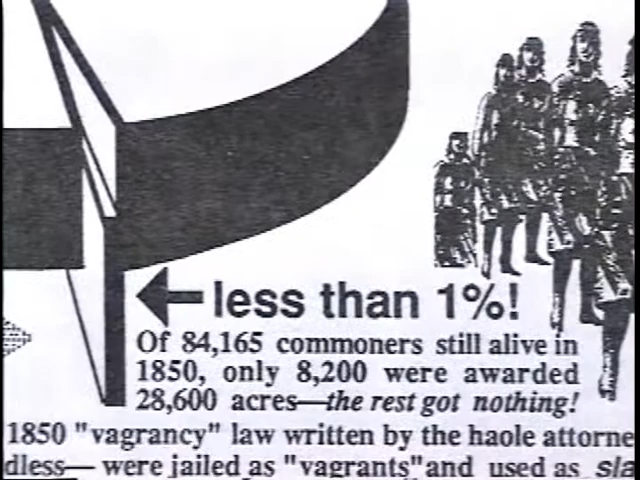 less than 1%!
Of 84,165 commoners still alive in
1850, only 8,200 were awarded
28,600 acres—the rest got nothing!
1850 "vagrancy" law written by the haole attorne
dless— were jailed as "vagrants" and used as sla